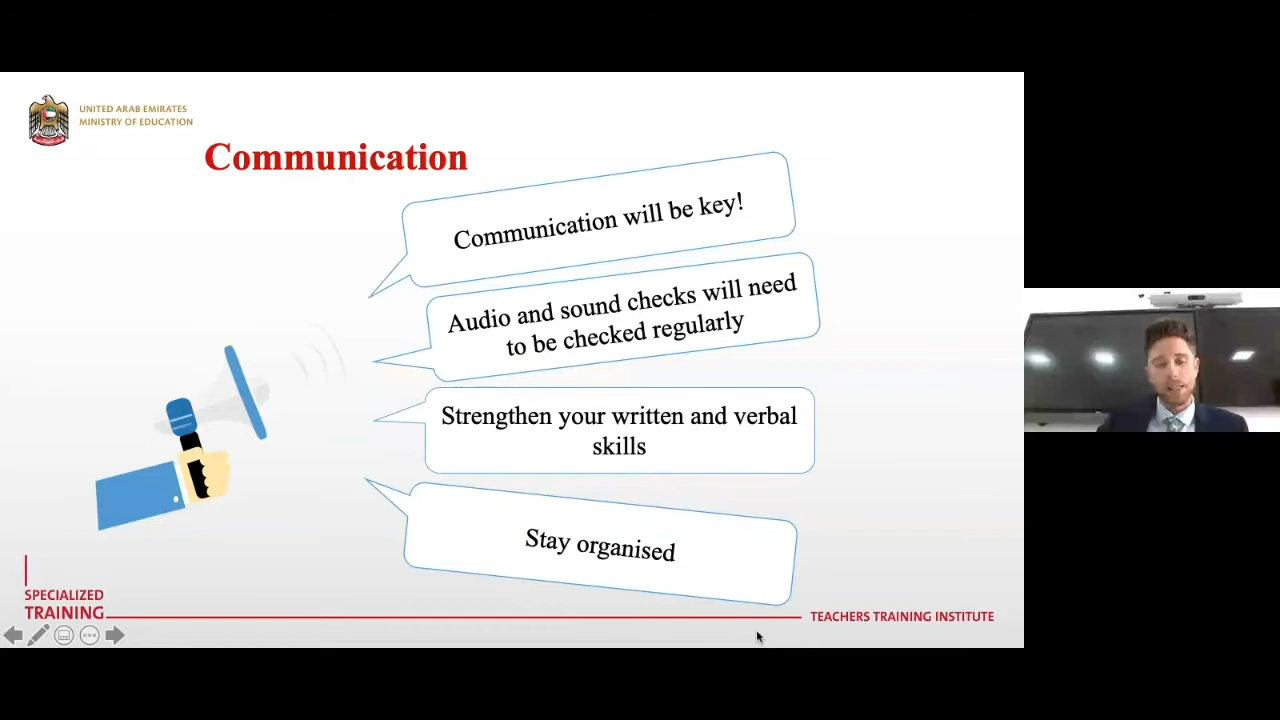 UNITED ARAB EMIRATES
MINISTRY OF EDUCATION
Communication
Communication will be key!
Audio and sound checks will need
to be checked regularly
Strengthen your written and verbal
skills
Stay organised
SPECIALIZED
TRAINING
TEACHERS TRAINING INSTITUTE